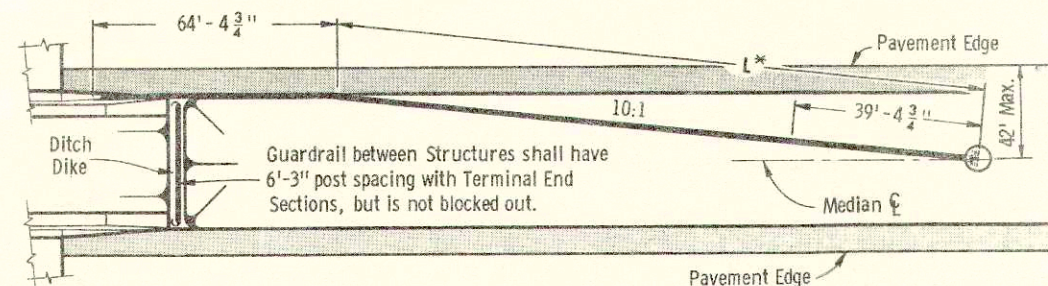 64'-4 3/4"
Pavement Edge
L*
10:1
39'-4 3/4"
42' Max.
Ditch
Dike
Guardrail between Structures shall have
6'-3" post spacing with Terminal End
Sections, but is not blocked out.
Median ℄
Pavement Edge